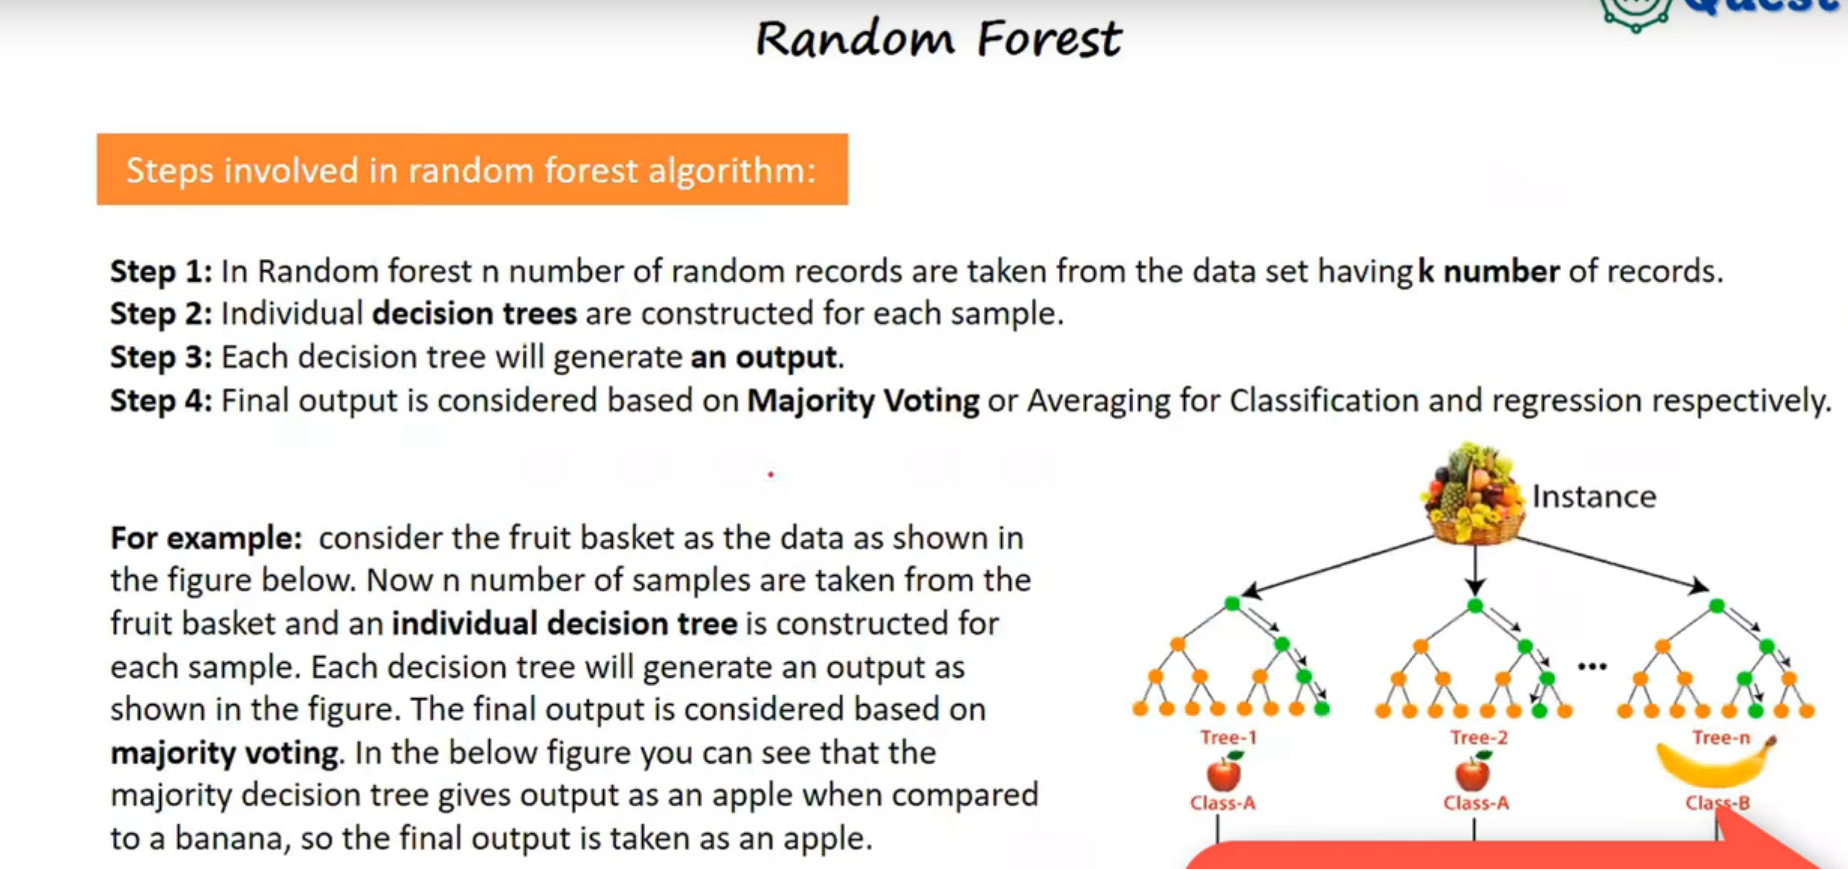 Quest
Random Forest
Steps involved in random forest algorithm:
Step 1: In Random forest n number of random records are taken from the data set having k number of records.
Step 2: Individual decision trees are constructed for each sample.
Step 3: Each decision tree will generate an output.
Step 4: Final output is considered based on Majority Voting or Averaging for Classification and regression respectively.
For example: consider the fruit basket as the data as shown in
the figure below. Now n number of samples are taken from the
fruit basket and an individual decision tree is constructed for
each sample. Each decision tree will generate an output as
shown in the figure. The final output is considered based on
majority voting. In the below figure you can see that the
majority decision tree gives output as an apple when compared
to a banana, so the final output is taken as an apple.
Instance
...
Tree-1 Tree-2 Tree-n
Class-A Class-A Class-B